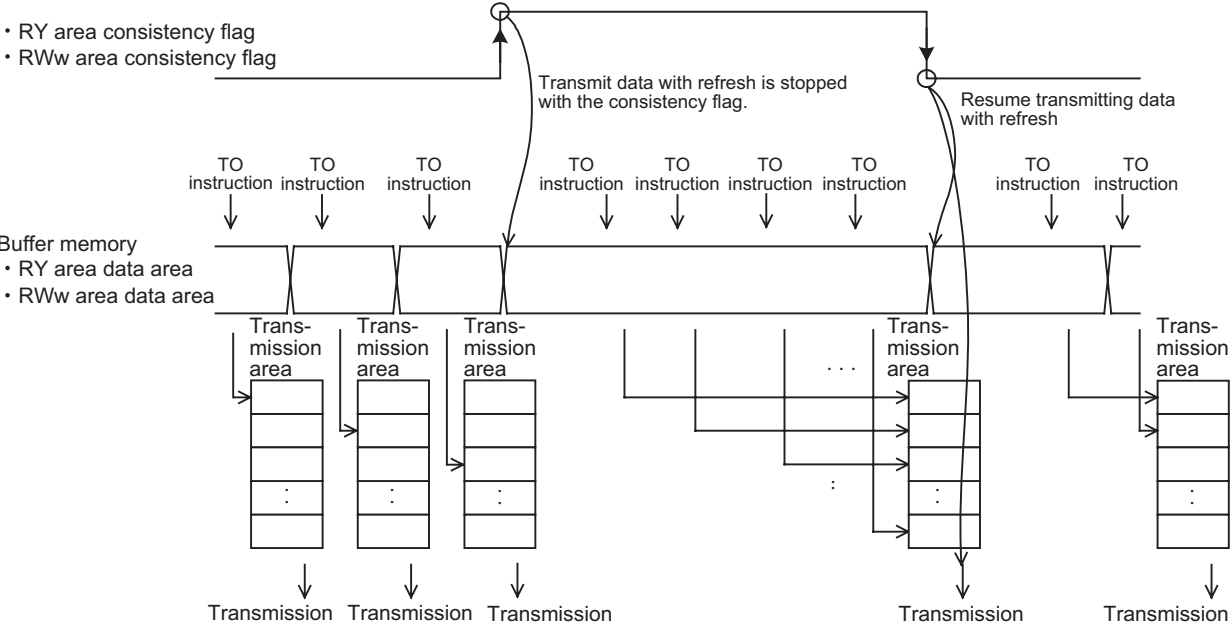 ・RY area consistency flag
・RWw area consistency flag
Transmit data with refresh is stopped
with the consistency flag.
Resume transmitting data
with refresh
TO TO TO TO TO TO TO TO TO
instruction instruction instruction instruction instruction instruction instruction instruction instruction
Buffer memory
・RY area data area
・RWw area data area
Trans- Trans- Trans- Trans- Trans-
mission mission mission mission mission
area area area area area
. . .
:
: : : : :
Transmission Transmission Transmission Transmission Transmission